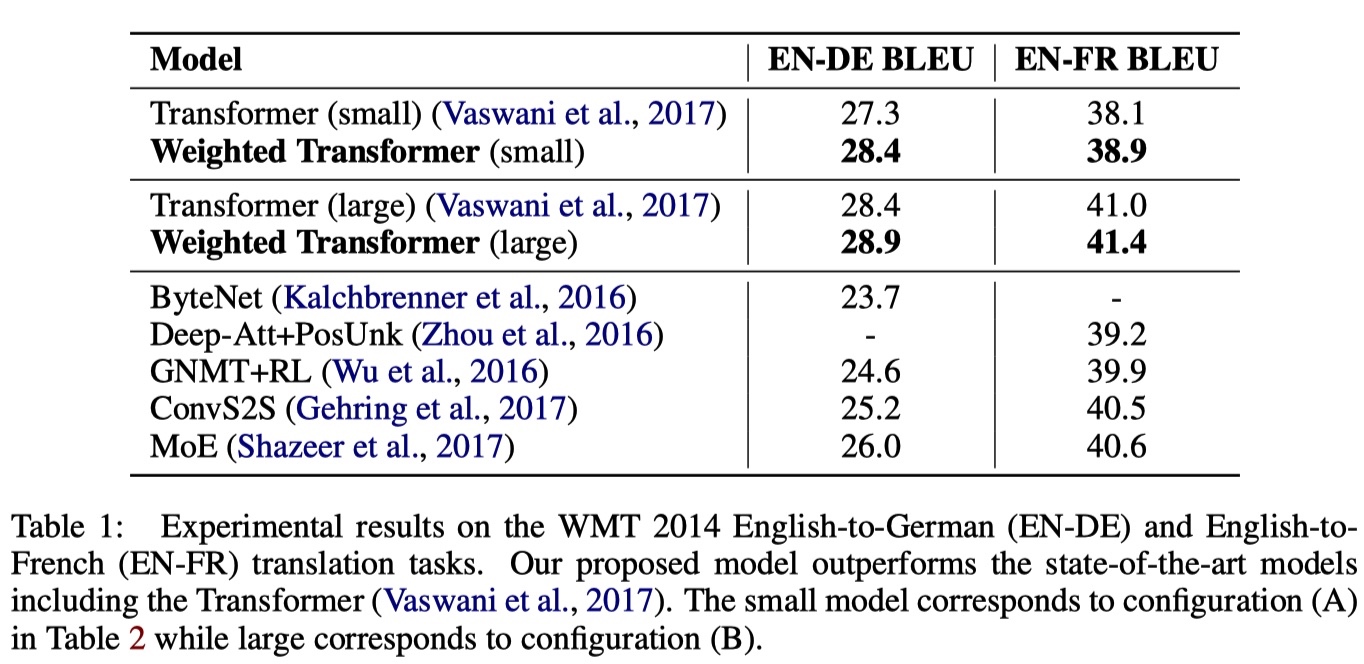 Model EN-DE BLEU EN-FR BLEU
Transformer (small) (Vaswani et al., 2017) 27.3 38.1
Weighted Transformer (small) 28.4 38.9
Transformer (large) (Vaswani et al., 2017) 28.4 41.0
Weighted Transformer (large) 28.9 41.4
ByteNet (Kalchbrenner et al., 2016) 23.7 -
Deep-Att+PosUnk (Zhou et al., 2016) - 39.2
GNMT+RL (Wu et al., 2016) 24.6 39.9
ConvS2S (Gehring et al., 2017) 25.2 40.5
MoE (Shazeer et al., 2017) 26.0 40.6
Table 1: Experimental results on the WMT 2014 English-to-German (EN-DE) and English-to-
French (EN-FR) translation tasks. Our proposed model outperforms the state-of-the-art models
including the Transformer (Vaswani et al., 2017). The small model corresponds to configuration (A)
in Table 2 while large corresponds to configuration (B).